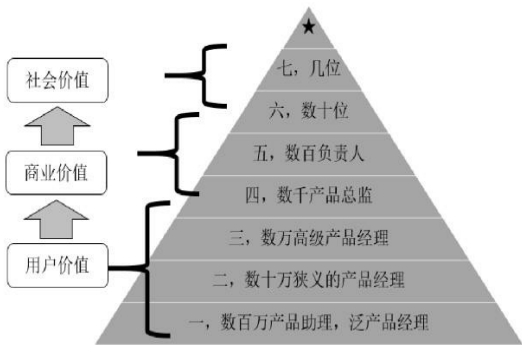 ★
七，几位
社会价值
六，数十位
五，数百负责人
商业价值
四，数千产品总监
三，数万高级产品经理
用户价值
二，数十万狭义的产品经理
一，数百万产品助理，泛产品经理